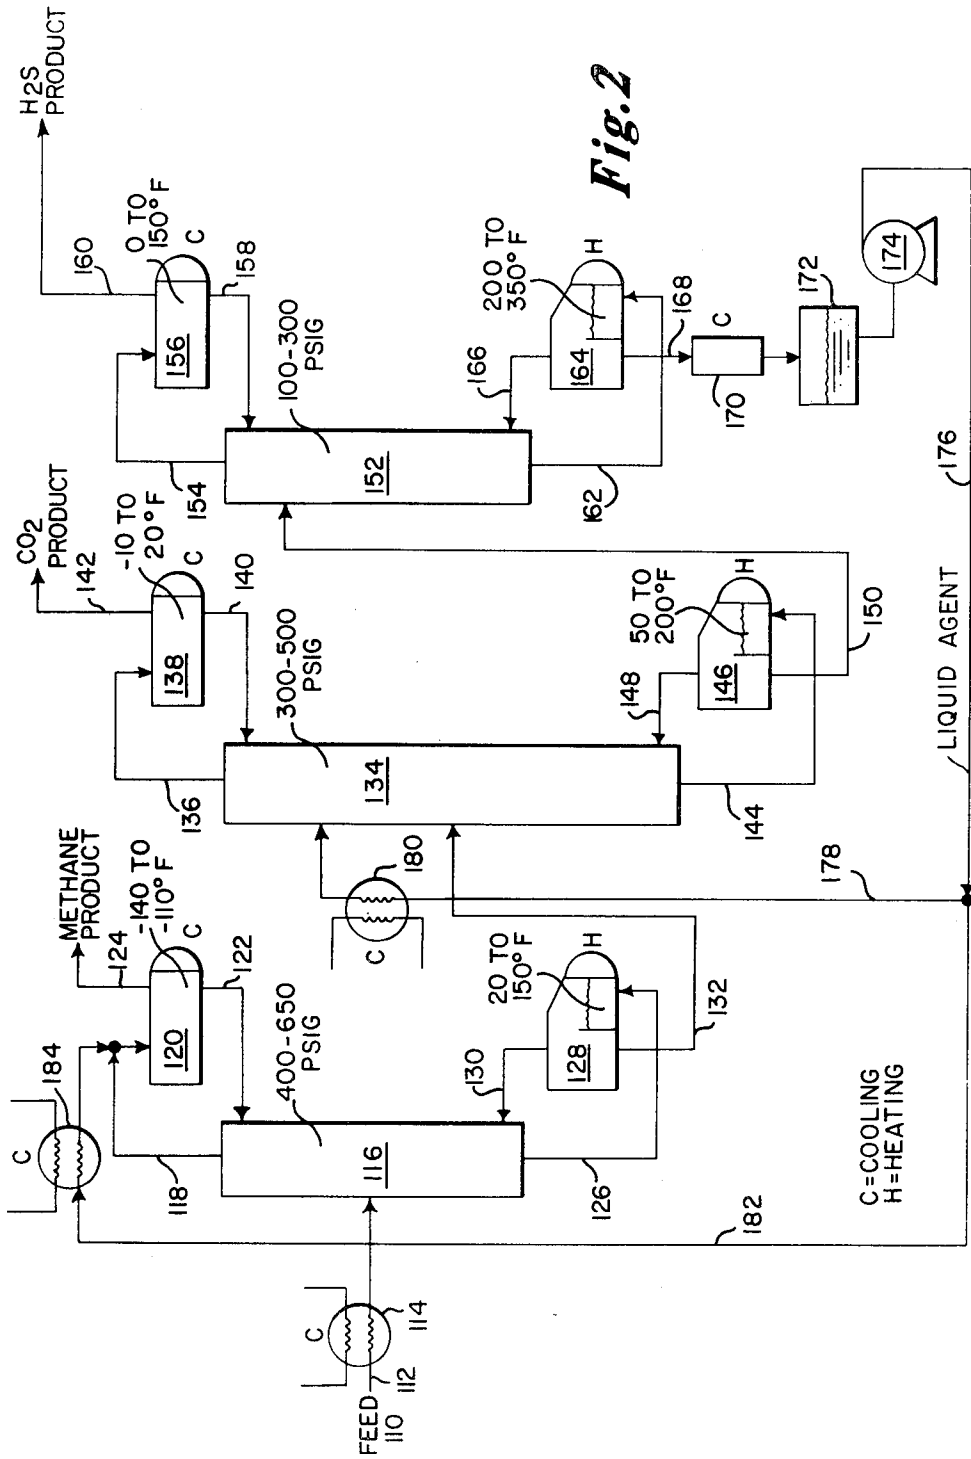 FEED
110
112
C
114
C
184
118
116
400-650
PSIG
METHANE
PRODUCT
124
-140 TO
-110°F
C
120
122
126
130
128
20 TO
150°F
H
132
182
C
180
178
136
134
300-500
PSIG
CO2
PRODUCT
142
-10 TO
20°F
C
138
140
144
148
146
50 TO
200°F
H
150
154
152
100-300
PSIG
H2S
PRODUCT
160
0 TO
150°F
C
156
158
162
166
164
200 TO
350°F
H
168
C
170
172
174
176
LIQUID AGENT
C=COOLING
H=HEATING
Fig.2